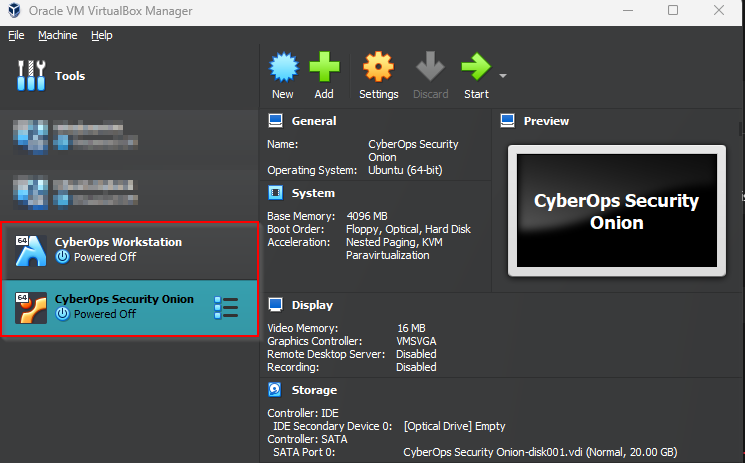 Oracle VM VirtualBox Manager
File Machine Help
Tools
New Add Settings Discard Start
64 CyberOps Workstation
Powered Off
64 CyberOps Security Onion
Powered Off
General
Name: CyberOps Security
Onion
Operating System: Ubuntu (64-bit)
System
Base Memory: 4096 MB
Boot Order: Floppy, Optical, Hard Disk
Acceleration: Nested Paging, KVM
Paravirtualization
Preview
CyberOps Security
Onion
Display
Video Memory: 16 MB
Graphics Controller: VMSVGA
Remote Desktop Server: Disabled
Recording: Disabled
Storage
Controller: IDE
IDE Secondary Device 0: [Optical Drive] Empty
Controller: SATA
SATA Port 0: CyberOps Security Onion-disk001.vdi (Normal, 20.00 GB)